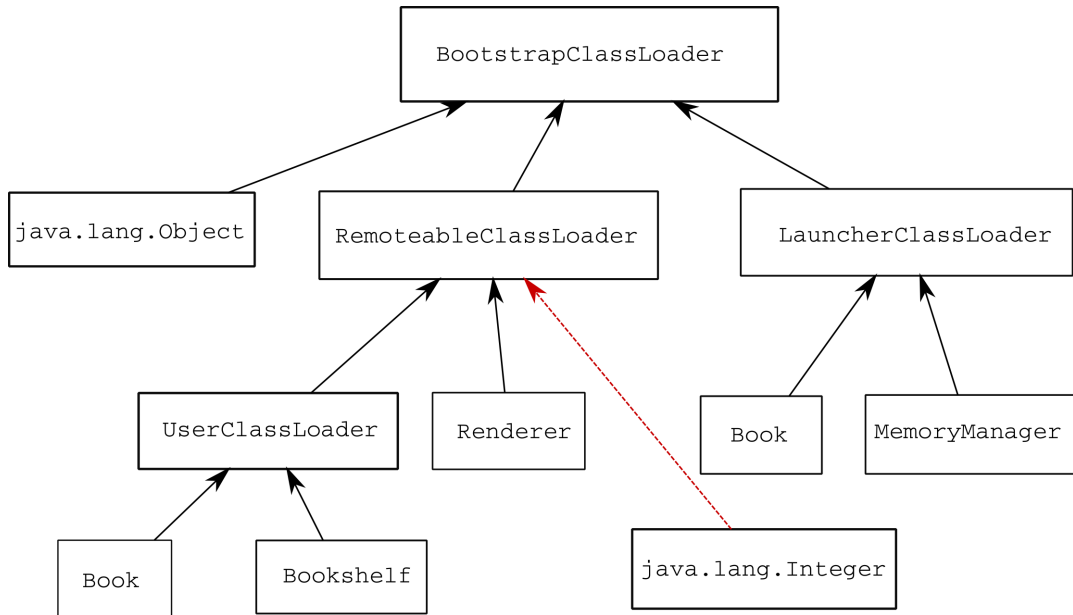 BootstrapClassLoader
java.lang.Object
RemoteableClassLoader
LauncherClassLoader
UserClassLoader
Renderer
Book
MemoryManager
Book
Bookshelf
java.lang.Integer